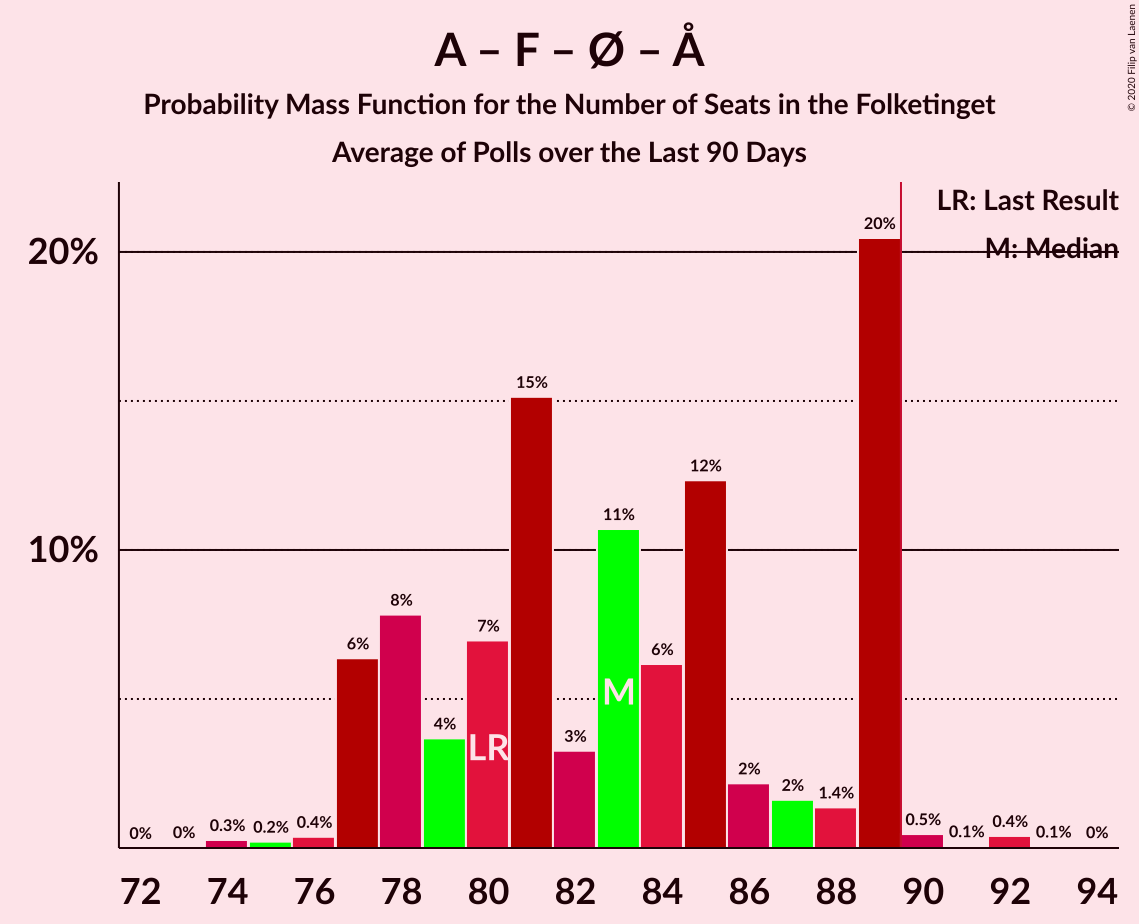 A – F – Ø – Å
Probability Mass Function for the Number of Seats in the Folketinget
Average of Polls over the Last 90 Days
© 2020 Filip van Laenen
LR: Last Result
M: Median
20%
10%
0%
0%
0.3%
0.2%
0.4%
6%
8%
4%
7%
15%
3%
11%
6%
12%
2%
2%
1.4%
20%
0.5%
0.1%
0.4%
0.1%
0%
LR
M
72 74 76 78 80 82 84 86 88 90 92 94